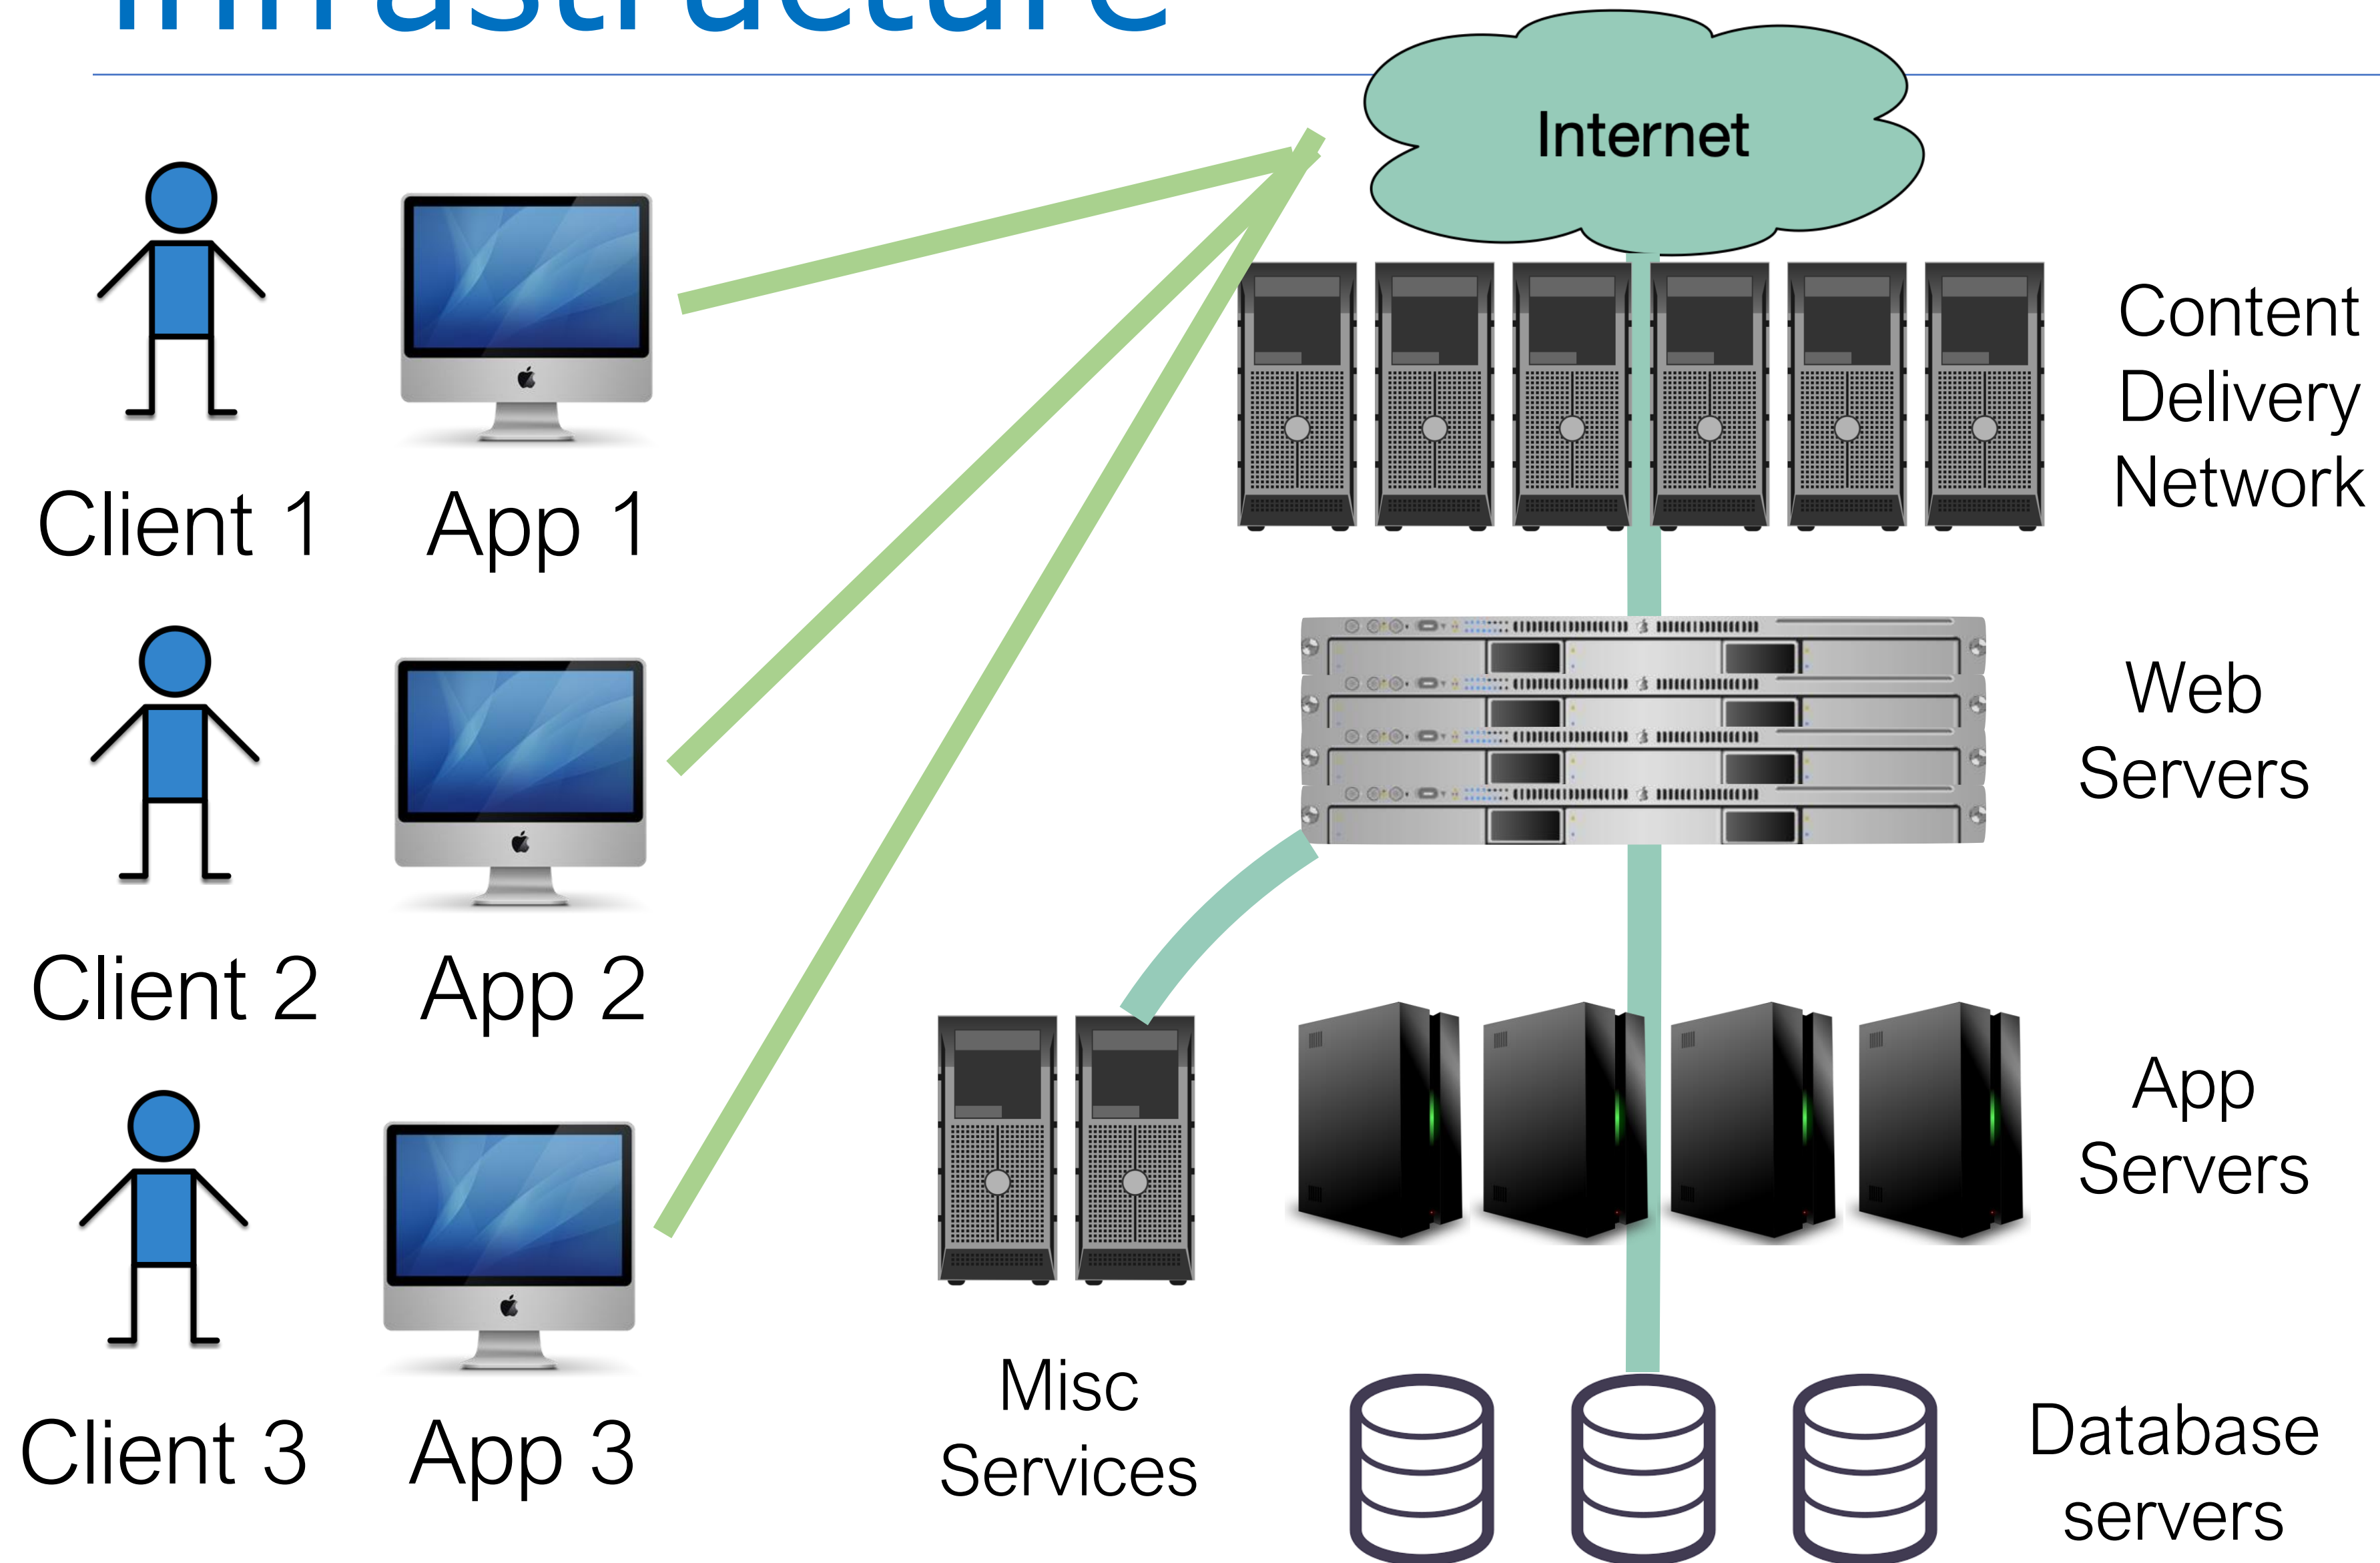 Infrastructure
Internet
Content
Delivery
Network
Client 1
App 1
Web
Servers
Client 2
App 2
App
Servers
Client 3
App 3
Misc
Services
Database
servers